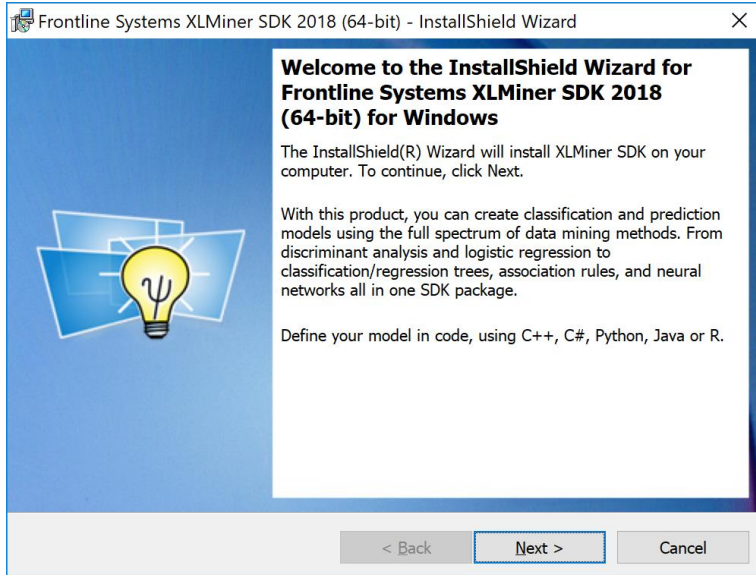 Frontline Systems XLMiner SDK 2018 (64-bit) - InstallShield Wizard
Welcome to the InstallShield Wizard for
Frontline Systems XLMiner SDK 2018
(64-bit) for Windows
The InstallShield(R) Wizard will install XLMiner SDK on your
computer. To continue, click Next.
With this product, you can create classification and prediction
models using the full spectrum of data mining methods. From
discriminant analysis and logistic regression to
classification/regression trees, association rules, and neural
networks all in one SDK package.
Define your model in code, using C++, C#, Python, Java or R.
ψ
< Back Next > Cancel